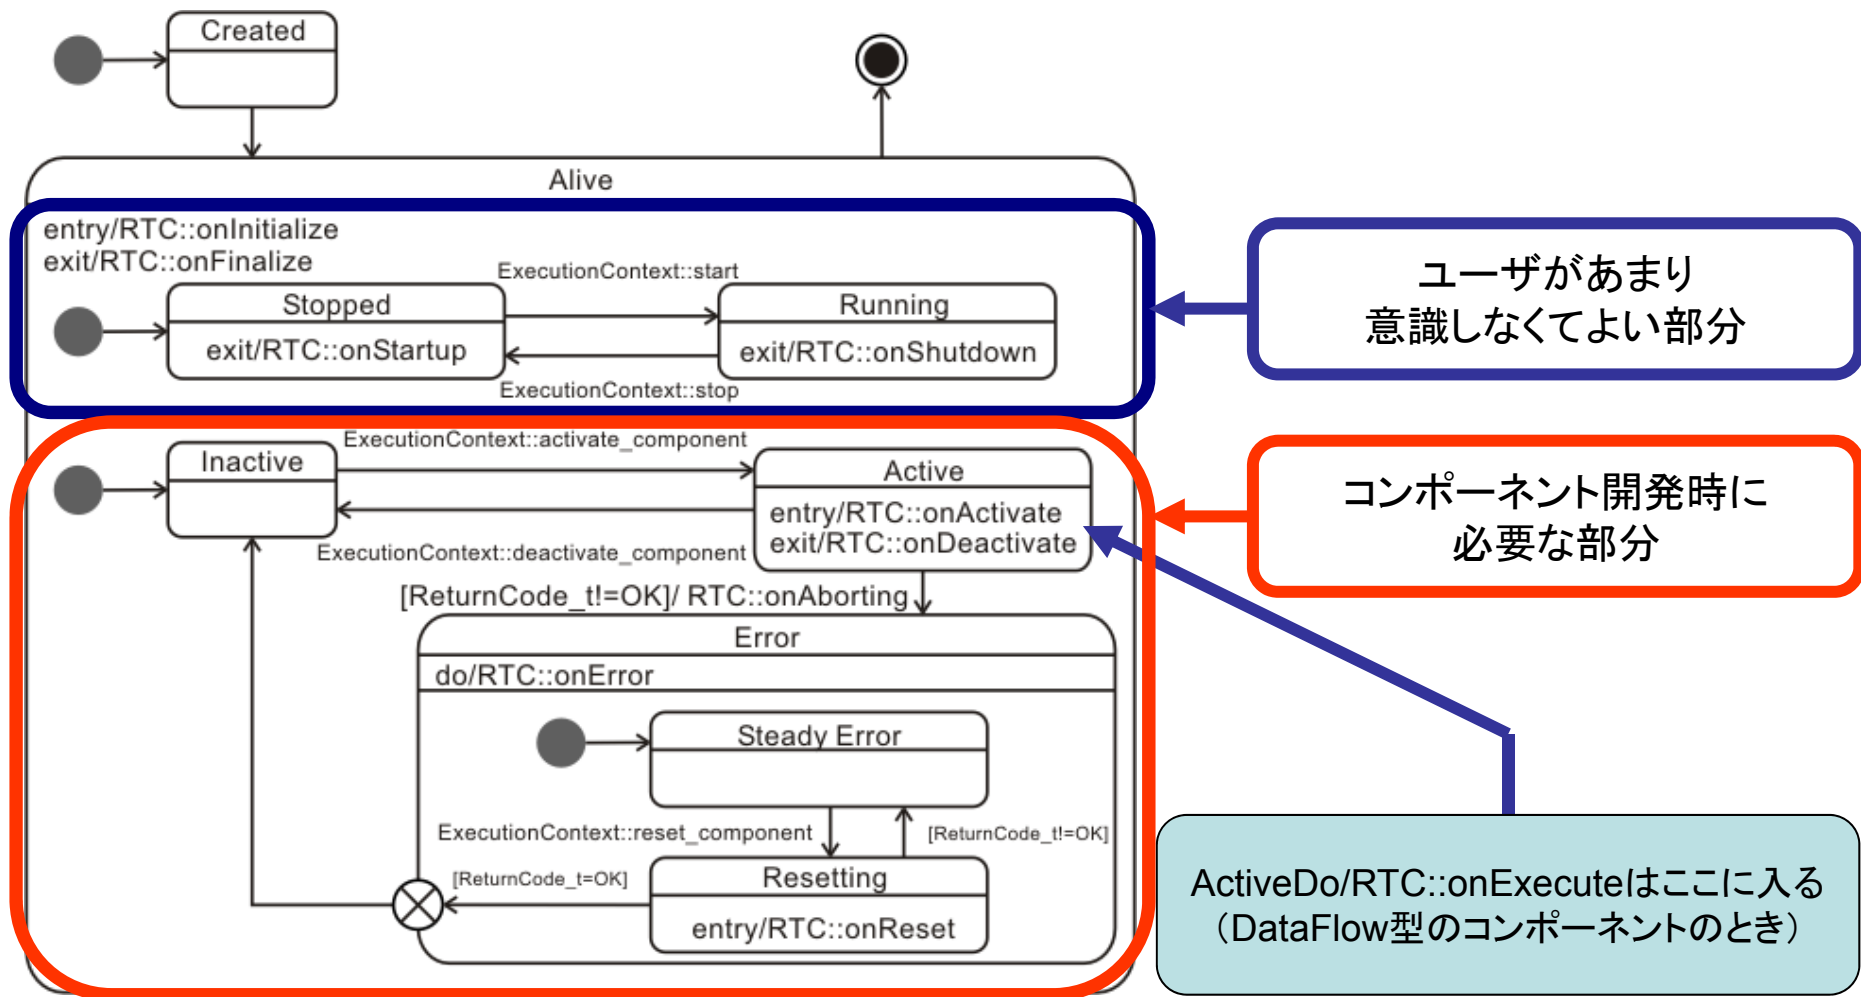 Created
Alive
entry/RTC::onInitialize
exit/RTC::onFinalize
ExecutionContext::start
Stopped
exit/RTC::onStartup
Running
exit/RTC::onShutdown
ExecutionContext::stop
ユーザがあまり
意識しなくてよい部分
ExecutionContext::activate_component
Inactive
Active
entry/RTC::onActivate
exit/RTC::onDeactivate
ExecutionContext::deactivate_component
コンポーネント開発時に
必要な部分
[ReturnCode_t!=OK]/ RTC::onAborting
Error
do/RTC::onError
Steady Error
ExecutionContext::reset_component
[ReturnCode_t!=OK]
[ReturnCode_t=OK]
Resetting
entry/RTC::onReset
ActiveDo/RTC::onExecuteはここに入る
（DataFlow型のコンポーネントのとき）